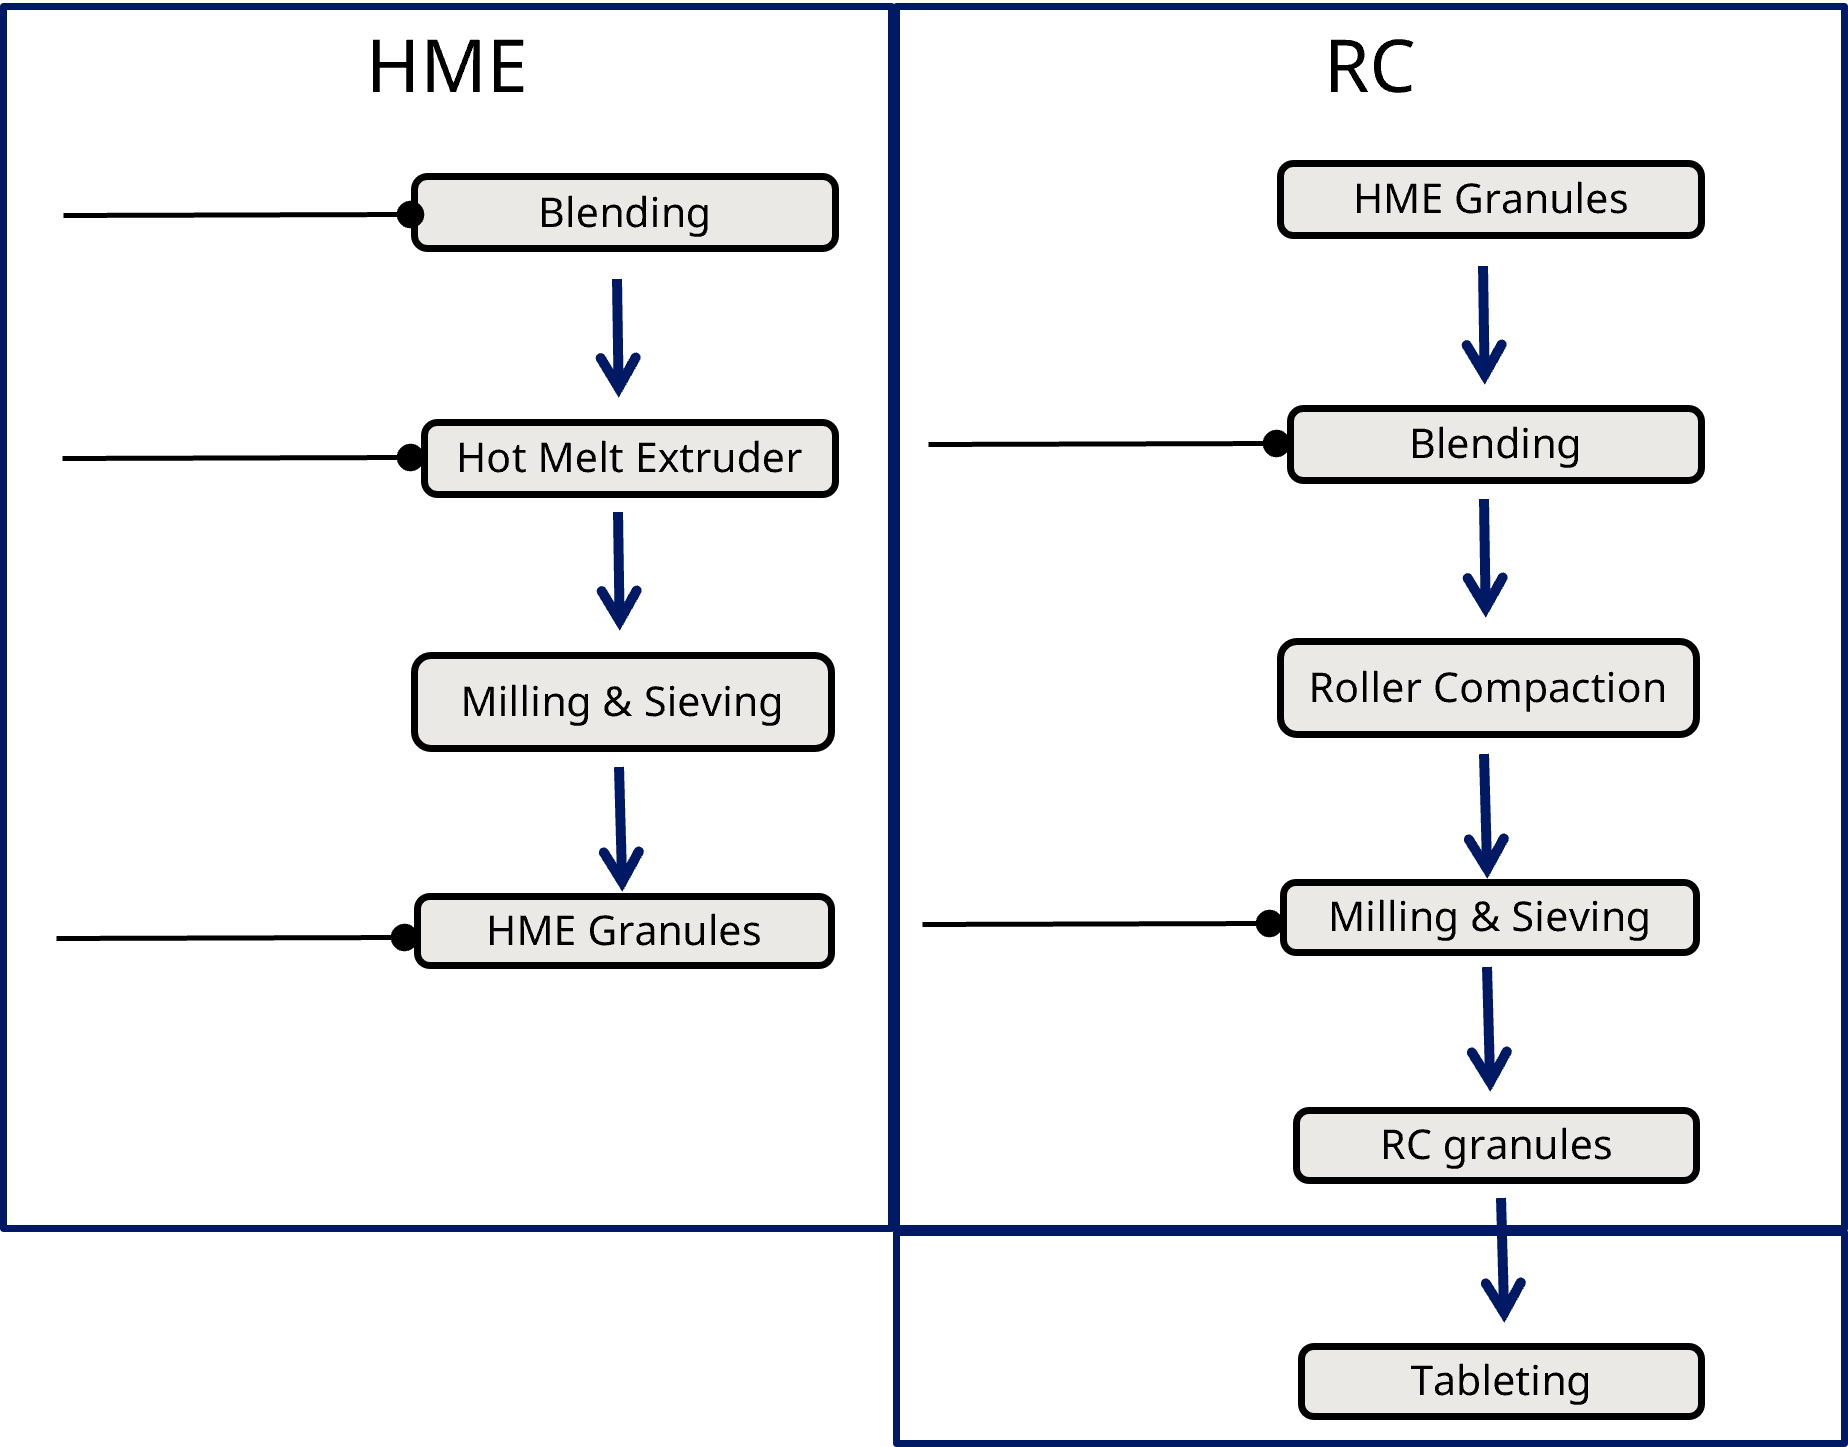 HME
Blending
Hot Melt Extruder
Milling & Sieving
HME Granules
RC
HME Granules
Blending
Roller Compaction
Milling & Sieving
RC granules
Tableting